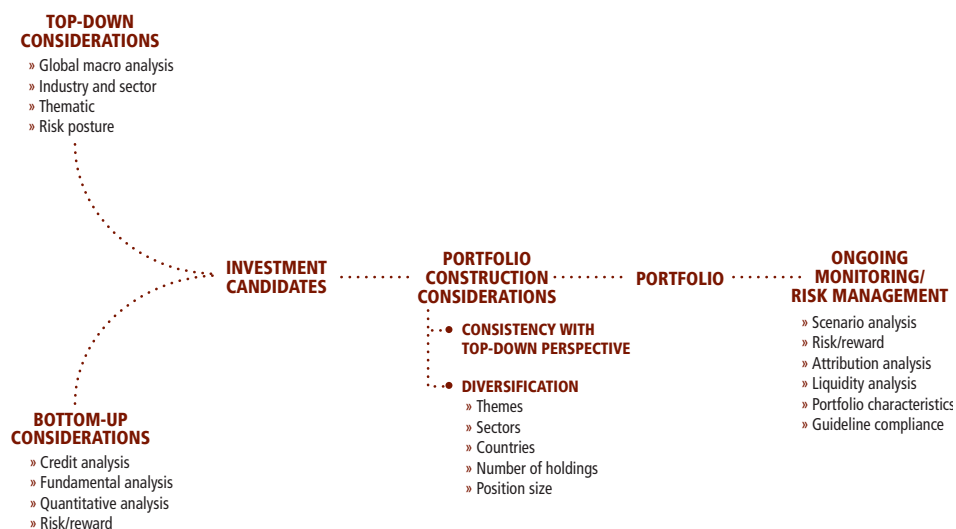 TOP-DOWN
CONSIDERATIONS
» Global macro analysis
» Industry and sector
» Thematic
» Risk posture
INVESTMENT
CANDIDATES
BOTTOM-UP
CONSIDERATIONS
» Credit analysis
» Fundamental analysis
» Quantitative analysis
» Risk/reward
PORTFOLIO
CONSTRUCTION
CONSIDERATIONS
• CONSISTENCY WITH
TOP-DOWN PERSPECTIVE
• DIVERSIFICATION
» Themes
» Sectors
» Countries
» Number of holdings
» Position size
PORTFOLIO
ONGOING
MONITORING/
RISK MANAGEMENT
» Scenario analysis
» Risk/reward
» Attribution analysis
» Liquidity analysis
» Portfolio characteristics
» Guideline compliance